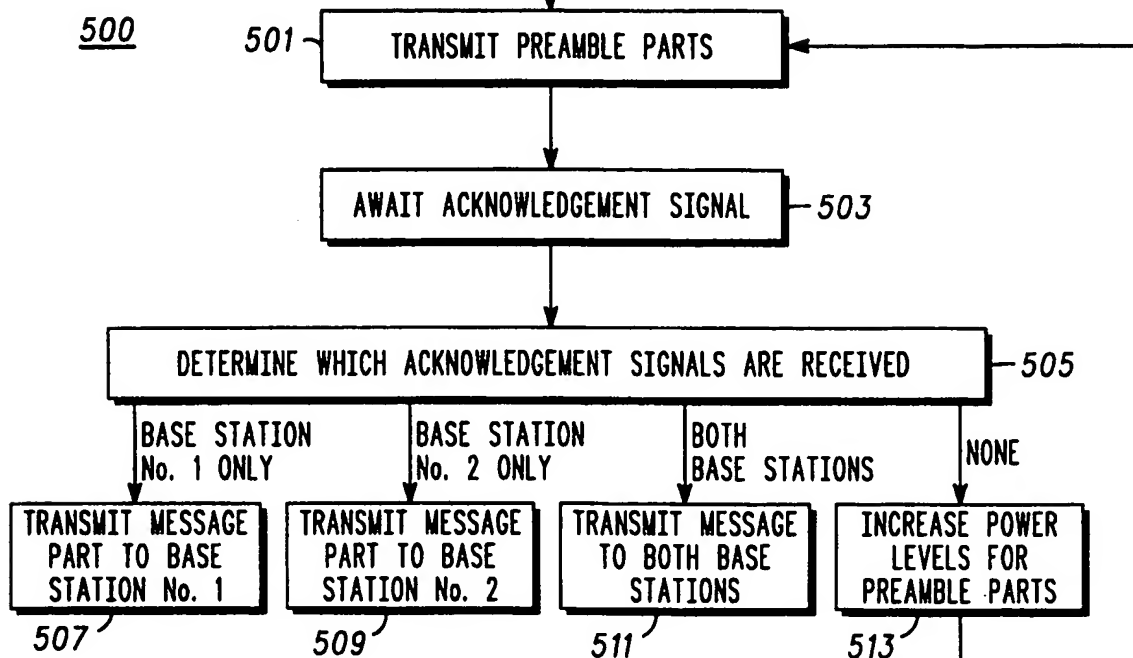 500
501
TRANSMIT PREAMBLE PARTS
AWAIT ACKNOWLEDGEMENT SIGNAL
503
DETERMINE WHICH ACKNOWLEDGEMENT SIGNALS ARE RECEIVED
505
BASE STATION
No. 1 ONLY
BASE STATION
No. 2 ONLY
BOTH
BASE STATIONS
NONE
TRANSMIT MESSAGE
PART TO BASE
STATION No. 1
507
TRANSMIT MESSAGE
PART TO BASE
STATION No. 2
509
TRANSMIT MESSAGE
TO BOTH BASE
STATIONS
511
INCREASE POWER
LEVELS FOR
PREAMBLE PARTS
513